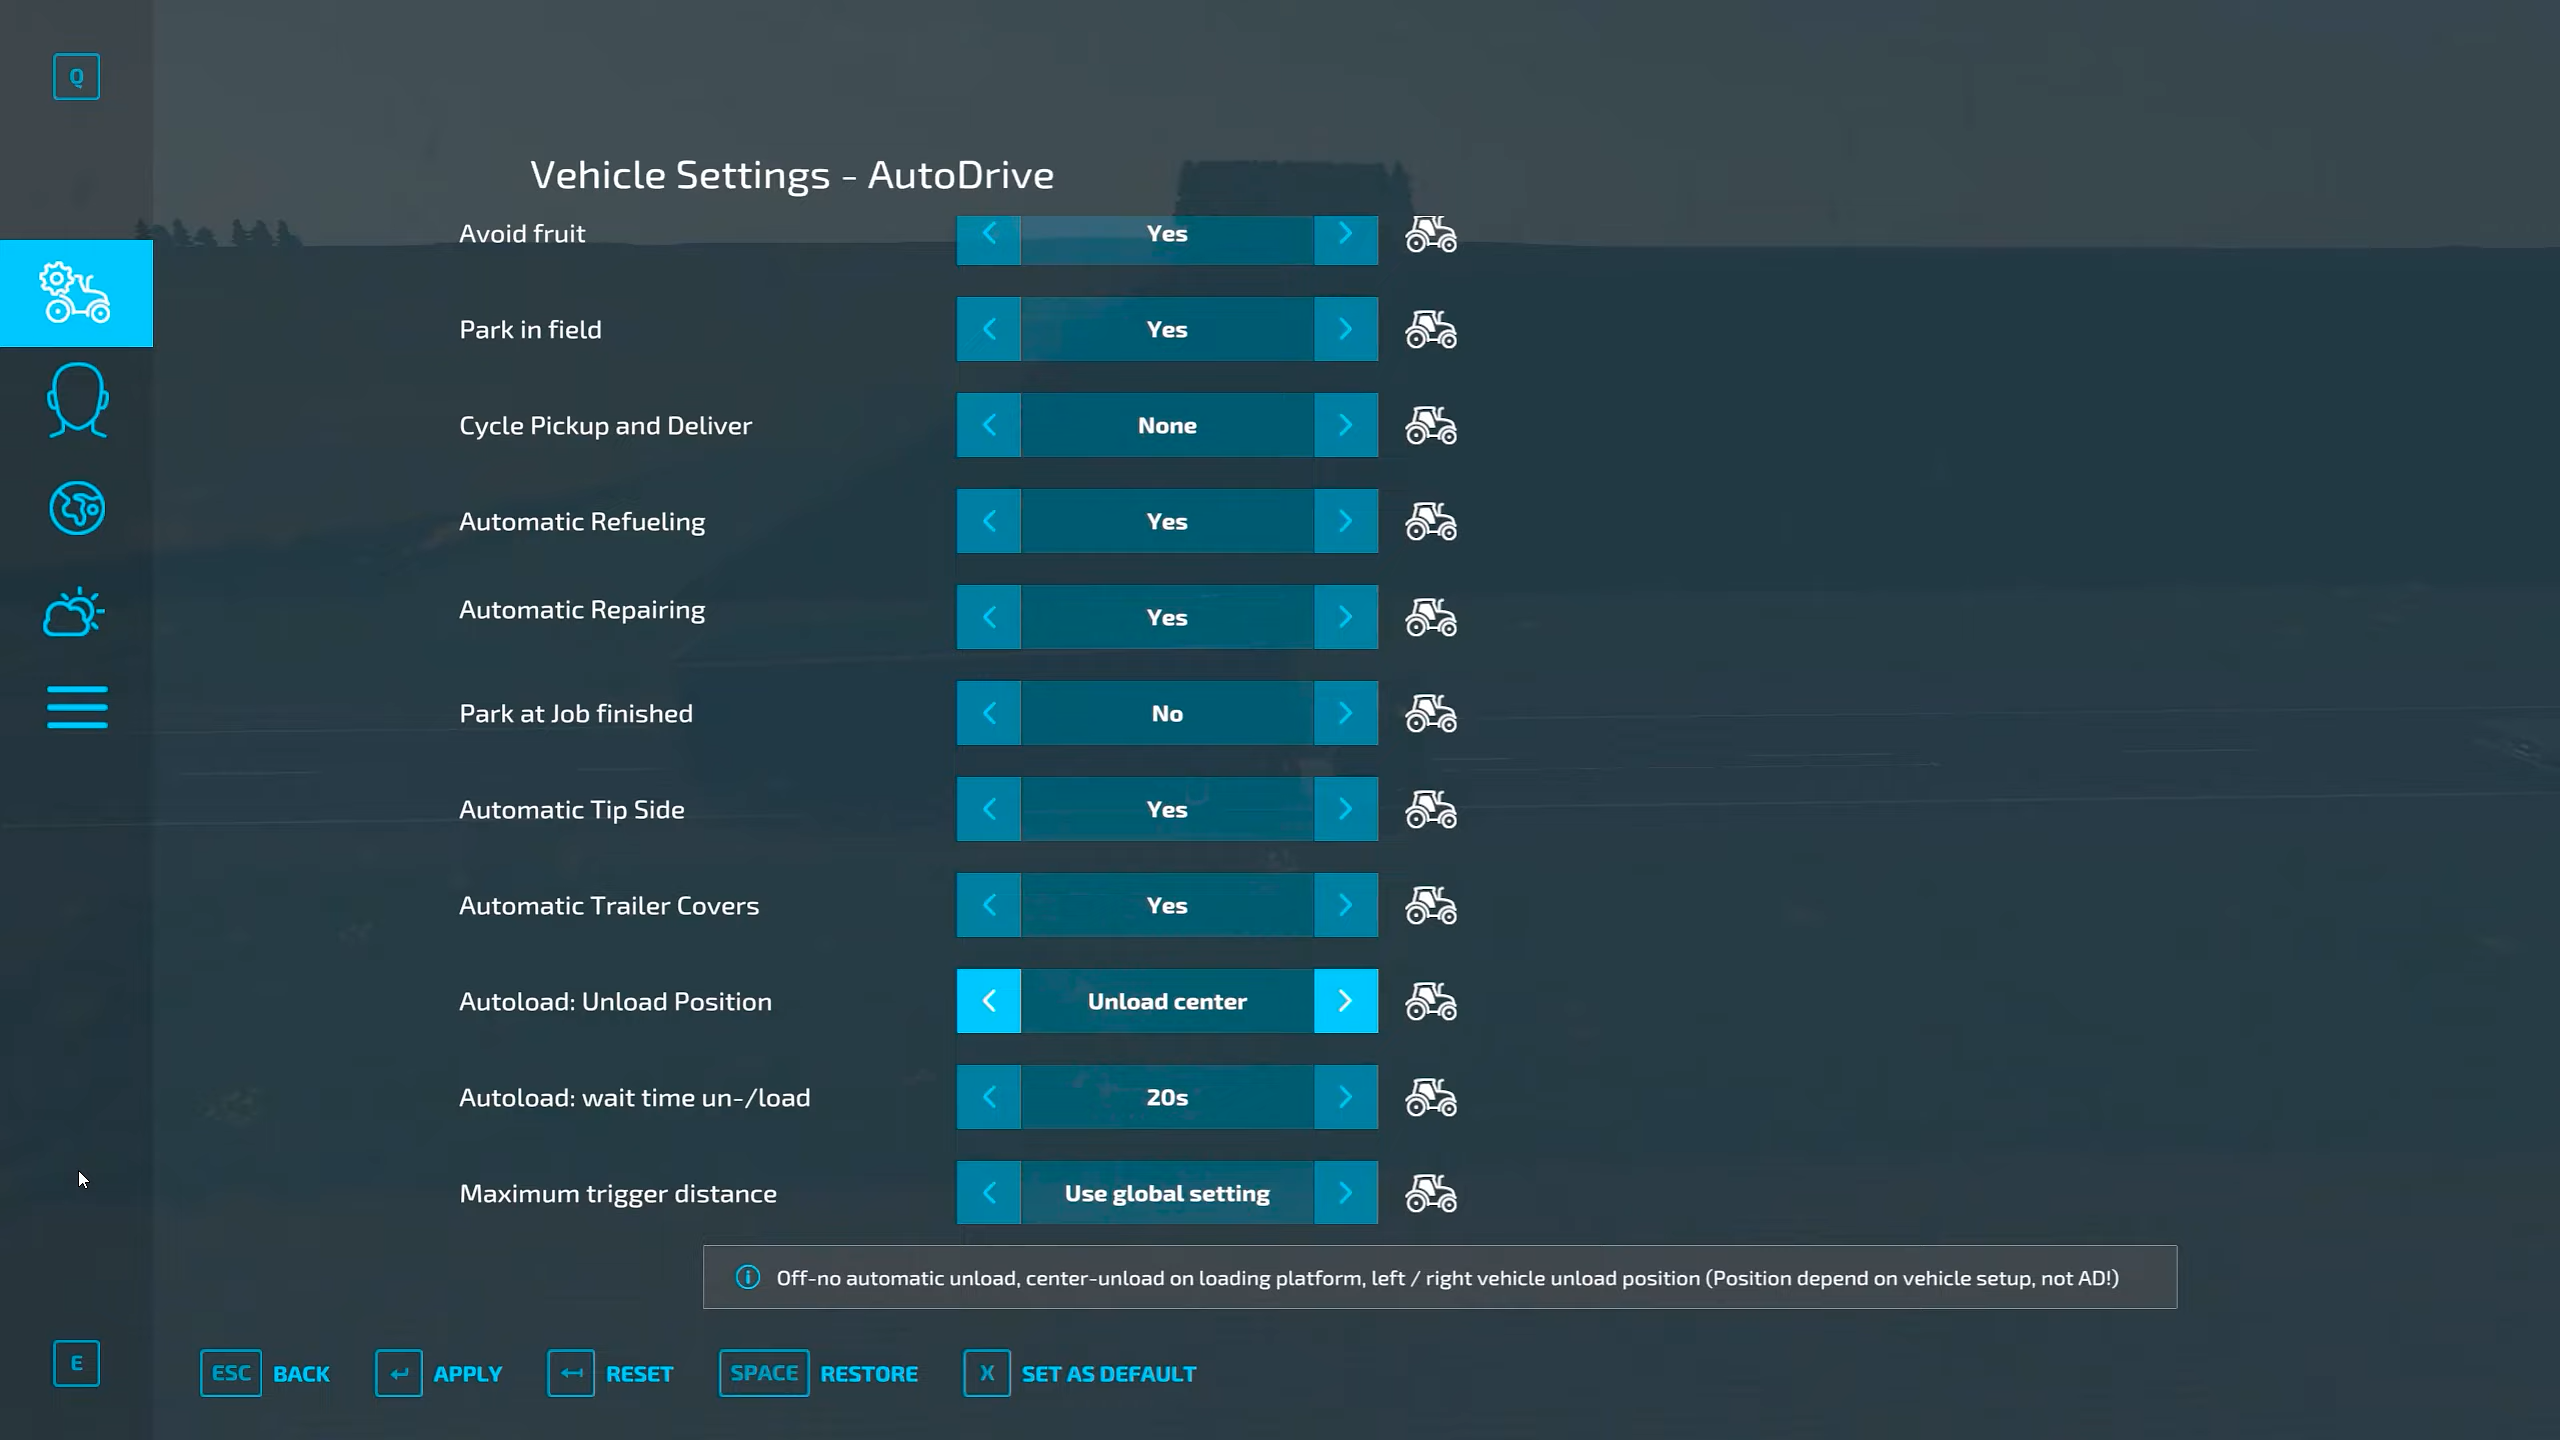 Q
Vehicle Settings - AutoDrive
Avoid fruit Yes
Park in field Yes
Cycle Pickup and Deliver None
Automatic Refueling Yes
Automatic Repairing Yes
Park at Job finished No
Automatic Tip Side Yes
Automatic Trailer Covers Yes
Autoload: Unload Position Unload center
Autoload: wait time un-/load 20s
Maximum trigger distance Use global setting
Off-no automatic unload, center-unload on loading platform, left / right vehicle unload position (Position depend on vehicle setup, not AD!)
E
ESC BACK APPLY RESET SPACE RESTORE X SET AS DEFAULT